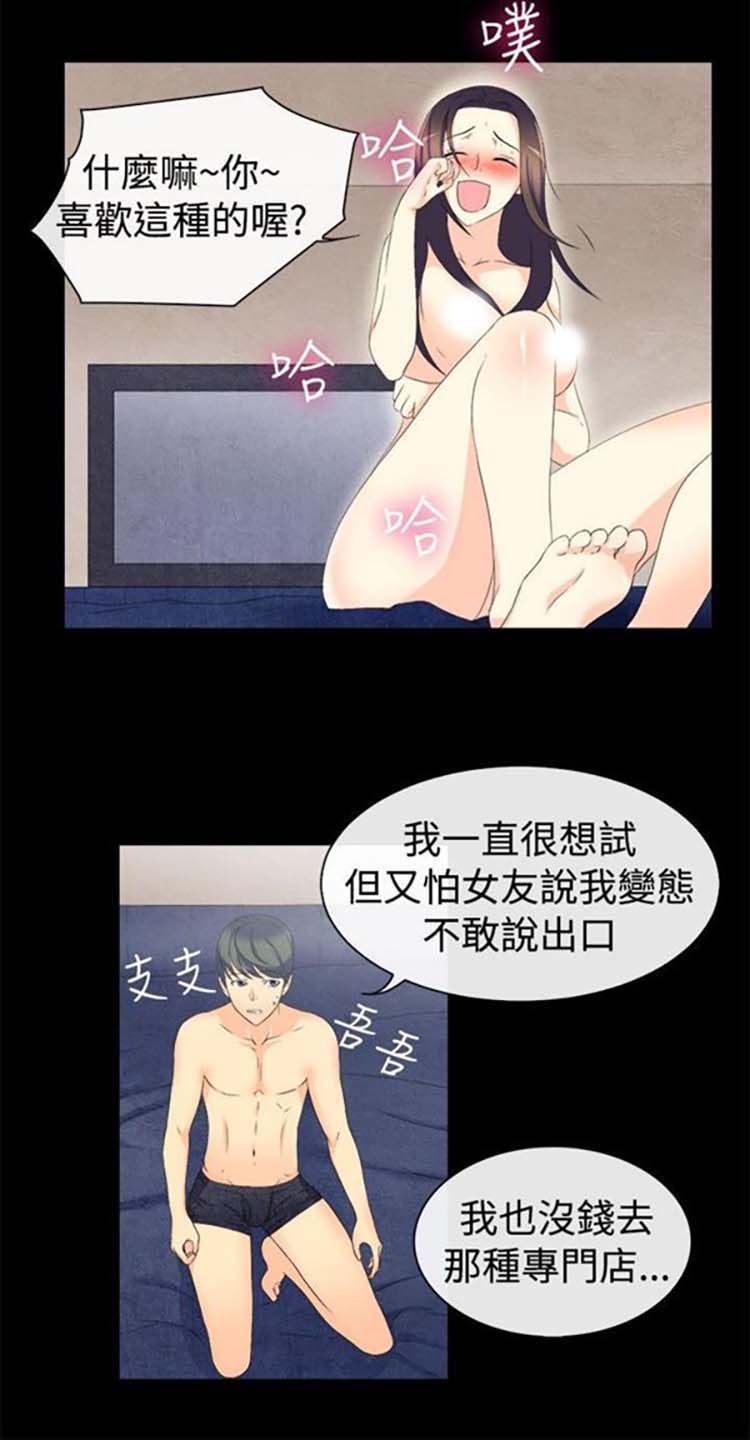 噗
哈
什麼嘛~你~
喜歡這種的喔?
哈
哈
我一直很想試
但又怕女友說我變態
不敢說出口
支支
吾吾
我也沒錢去
那種專門店...